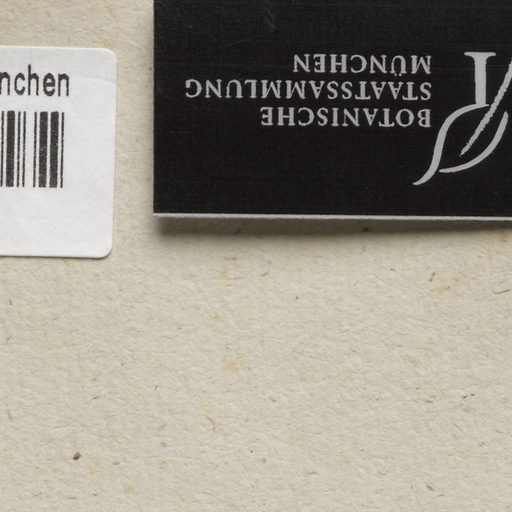 nchen
BOTANISCHE
STAATSSAMMLUNG
MÜNCHEN